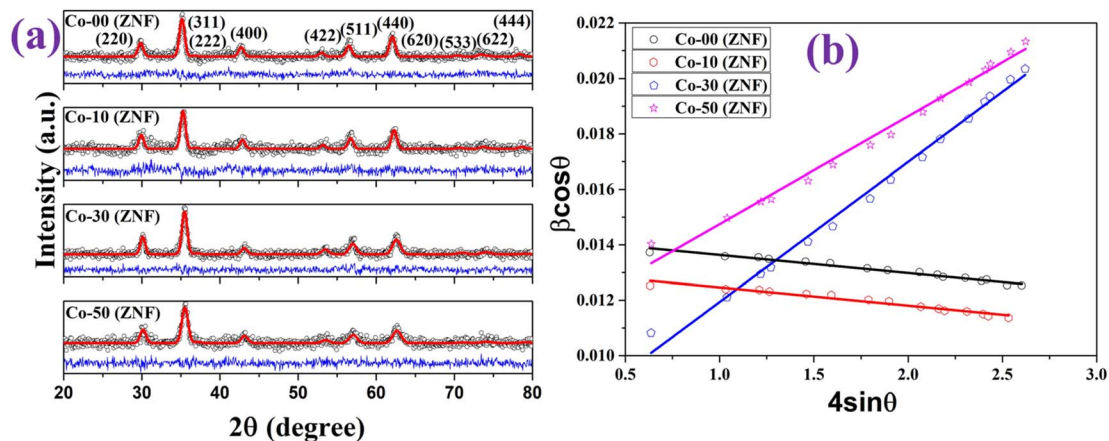 (a)
Co-00 (ZNF)
(220)
(311)
(222)
(400)
(422)
(511)
(440)
(620)
(533)
(622)
(444)
Co-10 (ZNF)
Co-30 (ZNF)
Co-50 (ZNF)
Intensity (a.u.)
20 30 40 50 60 70 80
2θ (degree)
(b)
Co-00 (ZNF)
Co-10 (ZNF)
Co-30 (ZNF)
Co-50 (ZNF)
0.022
0.020
0.018
0.016
0.014
0.012
0.010
βcosθ
0.5 1.0 1.5 2.0 2.5 3.0
4sinθ